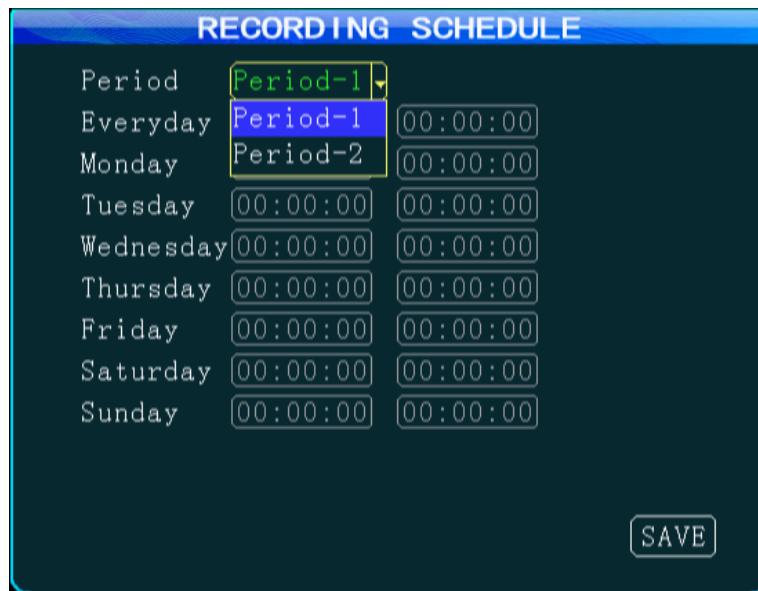 RECORDING SCHEDULE
Period Period-1
Everyday Period-1 00:00:00
Monday Period-2 00:00:00
Tuesday 00:00:00 00:00:00
Wednesday 00:00:00 00:00:00
Thursday 00:00:00 00:00:00
Friday 00:00:00 00:00:00
Saturday 00:00:00 00:00:00
Sunday 00:00:00 00:00:00
SAVE